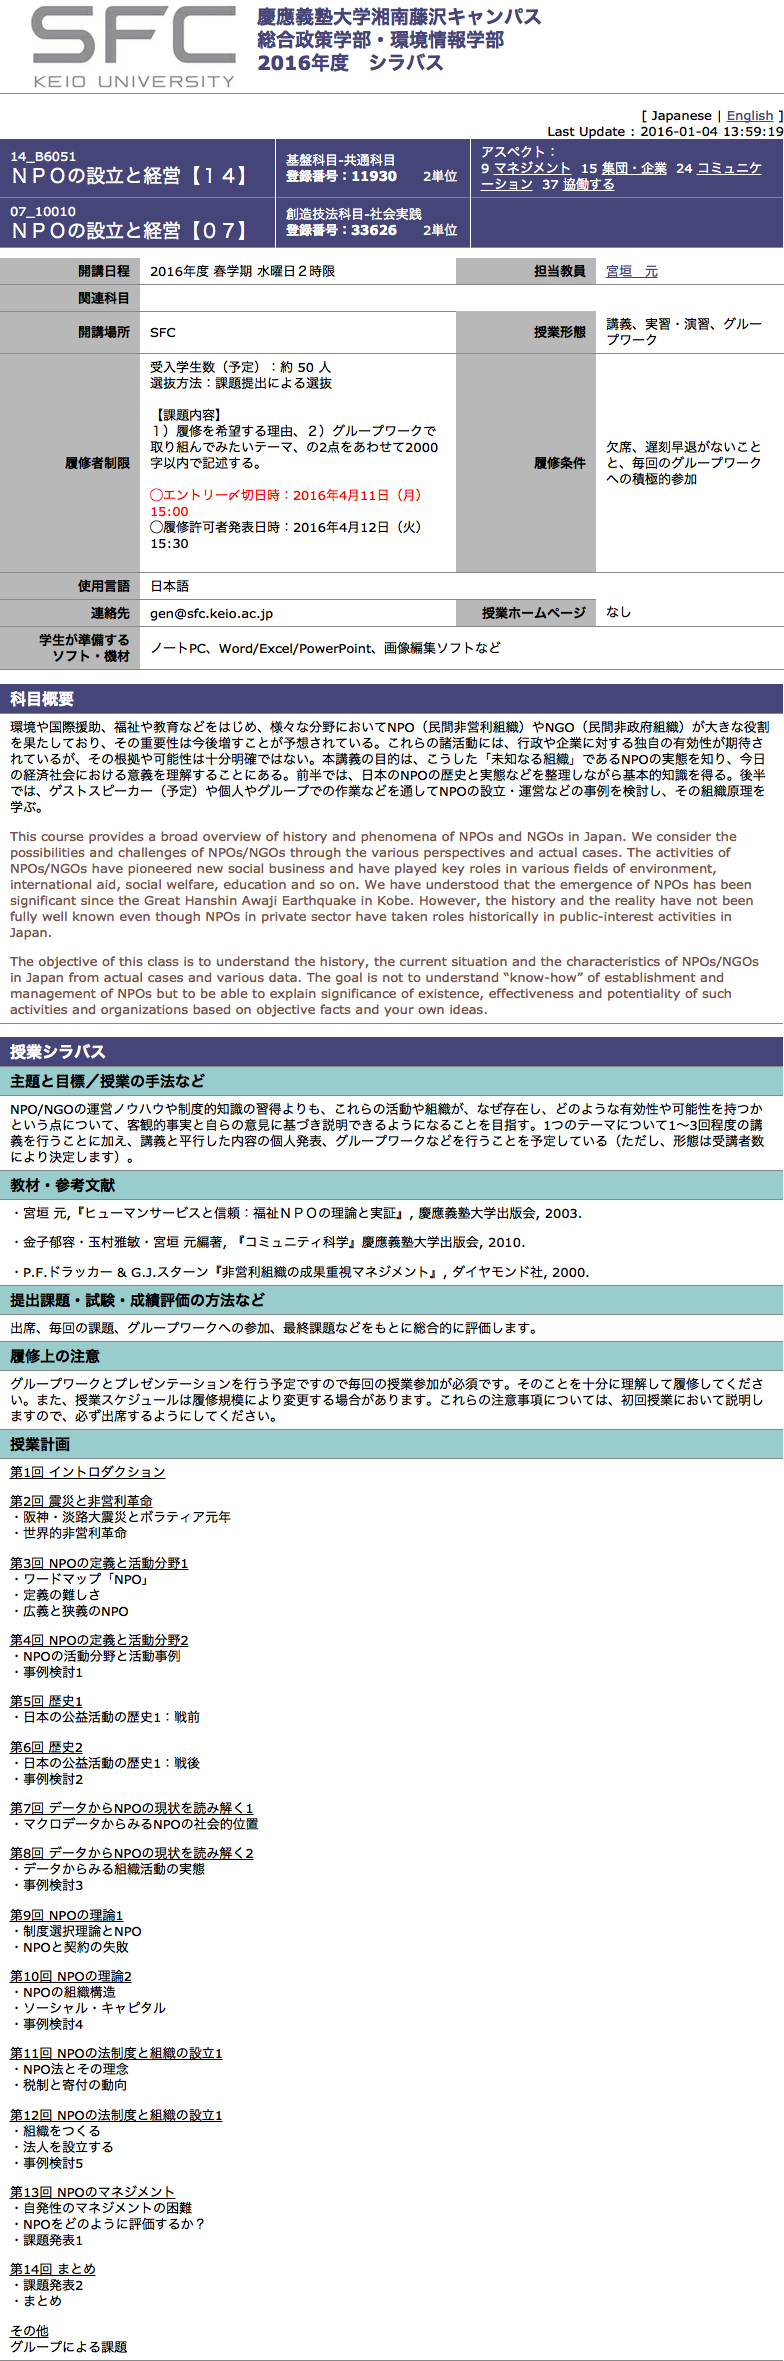 SFC
KEIO UNIVERSITY
慶應義塾大学湘南藤沢キャンパス
総合政策学部・環境情報学部
2016年度　シラバス
[ Japanese | English ]
Last Update : 2016-01-04 13:59:19
14_B6051
ＮＰＯの設立と経営【１４】
基盤科目-共通科目
登録番号：11930　　2単位
アスペクト：
9 マネジメント 15 集団・企業 24 コミュニケ
ーション 37 協働する
07_10010
ＮＰＯの設立と経営【０７】
創造技法科目-社会実践
登録番号：33626　　2単位
開講日程
2016年度 春学期 水曜日２時限
担当教員
宮垣　元
関連科目
開講場所
SFC
授業形態
講義、実習・演習、グルー
プワーク
履修者制限
受入学生数（予定）：約 50 人
選抜方法：課題提出による選抜
【課題内容】
１）履修を希望する理由、２）グループワークで
取り組んでみたいテーマ、の2点をあわせて2000
字以内で記述する。
◯エントリー〆切日時：2016年4月11日（月）
15:00
◯履修許可者発表日時：2016年4月12日（火）
15:30
履修条件
欠席、遅刻早退がないこと
と、毎回のグループワーク
への積極的参加
使用言語
日本語
連絡先
gen@sfc.keio.ac.jp
授業ホームページ
なし
学生が準備する
ソフト・機材
ノートPC、Word/Excel/PowerPoint、画像編集ソフトなど
科目概要
環境や国際援助、福祉や教育などをはじめ、様々な分野においてNPO（民間非営利組織）やNGO（民間非政府組織）が大きな役割
を果たしており、その重要性は今後増すことが予想されている。これらの諸活動には、行政や企業に対する独自の有効性が期待さ
れているが、その根拠や可能性は十分明確ではない。本講義の目的は、こうした「未知なる組織」であるNPOの実態を知り、今日
の経済社会における意義を理解することにある。前半では、日本のNPOの歴史と実態などを整理しながら基本的知識を得る。後半
では、ゲストスピーカー（予定）や個人やグループでの作業などを通してNPOの設立・運営などの事例を検討し、その組織原理を
学ぶ。
This course provides a broad overview of history and phenomena of NPOs and NGOs in Japan. We consider the
possibilities and challenges of NPOs/NGOs through the various perspectives and actual cases. The activities of
NPOs/NGOs have pioneered new social business and have played key roles in various fields of environment,
international aid, social welfare, education and so on. We have understood that the emergence of NPOs has been
significant since the Great Hanshin Awaji Earthquake in Kobe. However, the history and the reality have not been
fully well known even though NPOs in private sector have taken roles historically in public-interest activities in
Japan.
The objective of this class is to understand the history, the current situation and the characteristics of NPOs/NGOs
in Japan from actual cases and various data. The goal is not to understand “know-how” of establishment and
management of NPOs but to be able to explain significance of existence, effectiveness and potentiality of such
activities and organizations based on objective facts and your own ideas.
授業シラバス
主題と目標／授業の手法など
NPO/NGOの運営ノウハウや制度的知識の習得よりも、これらの活動や組織が、なぜ存在し、どのような有効性や可能性を持つか
という点について、客観的事実と自らの意見に基づき説明できるようになることを目指す。1つのテーマについて1〜3回程度の講
義を行うことに加え、講義と平行した内容の個人発表、グループワークなどを行うことを予定している（ただし、形態は受講者数
により決定します）。
教材・参考文献
・宮垣 元,『ヒューマンサービスと信頼：福祉ＮＰＯの理論と実証』, 慶應義塾大学出版会, 2003.
・金子郁容・玉村雅敏・宮垣 元編著, 『コミュニティ科学』慶應義塾大学出版会, 2010.
・P.F.ドラッカー & G.J.スターン『非営利組織の成果重視マネジメント』, ダイヤモンド社, 2000.
提出課題・試験・成績評価の方法など
出席、毎回の課題、グループワークへの参加、最終課題などをもとに総合的に評価します。
履修上の注意
グループワークとプレゼンテーションを行う予定ですので毎回の授業参加が必須です。そのことを十分に理解して履修してくださ
い。また、授業スケジュールは履修規模により変更する場合があります。これらの注意事項については、初回授業において説明し
ますので、必ず出席するようにしてください。
授業計画
第1回 イントロダクション
第2回 震災と非営利革命
・阪神・淡路大震災とボラティア元年
・世界的非営利革命
第3回 NPOの定義と活動分野1
・ワードマップ「NPO」
・定義の難しさ
・広義と狭義のNPO
第4回 NPOの定義と活動分野2
・NPOの活動分野と活動事例
・事例検討1
第5回 歴史1
・日本の公益活動の歴史1：戦前
第6回 歴史2
・日本の公益活動の歴史1：戦後
・事例検討2
第7回 データからNPOの現状を読み解く1
・マクロデータからみるNPOの社会的位置
第8回 データからNPOの現状を読み解く2
・データからみる組織活動の実態
・事例検討3
第9回 NPOの理論1
・制度選択理論とNPO
・NPOと契約の失敗
第10回 NPOの理論2
・NPOの組織構造
・ソーシャル・キャピタル
・事例検討4
第11回 NPOの法制度と組織の設立1
・NPO法とその理念
・税制と寄付の動向
第12回 NPOの法制度と組織の設立1
・組織をつくる
・法人を設立する
・事例検討5
第13回 NPOのマネジメント
・自発性のマネジメントの困難
・NPOをどのように評価するか？
・課題発表1
第14回 まとめ
・課題発表2
・まとめ
その他
グループによる課題